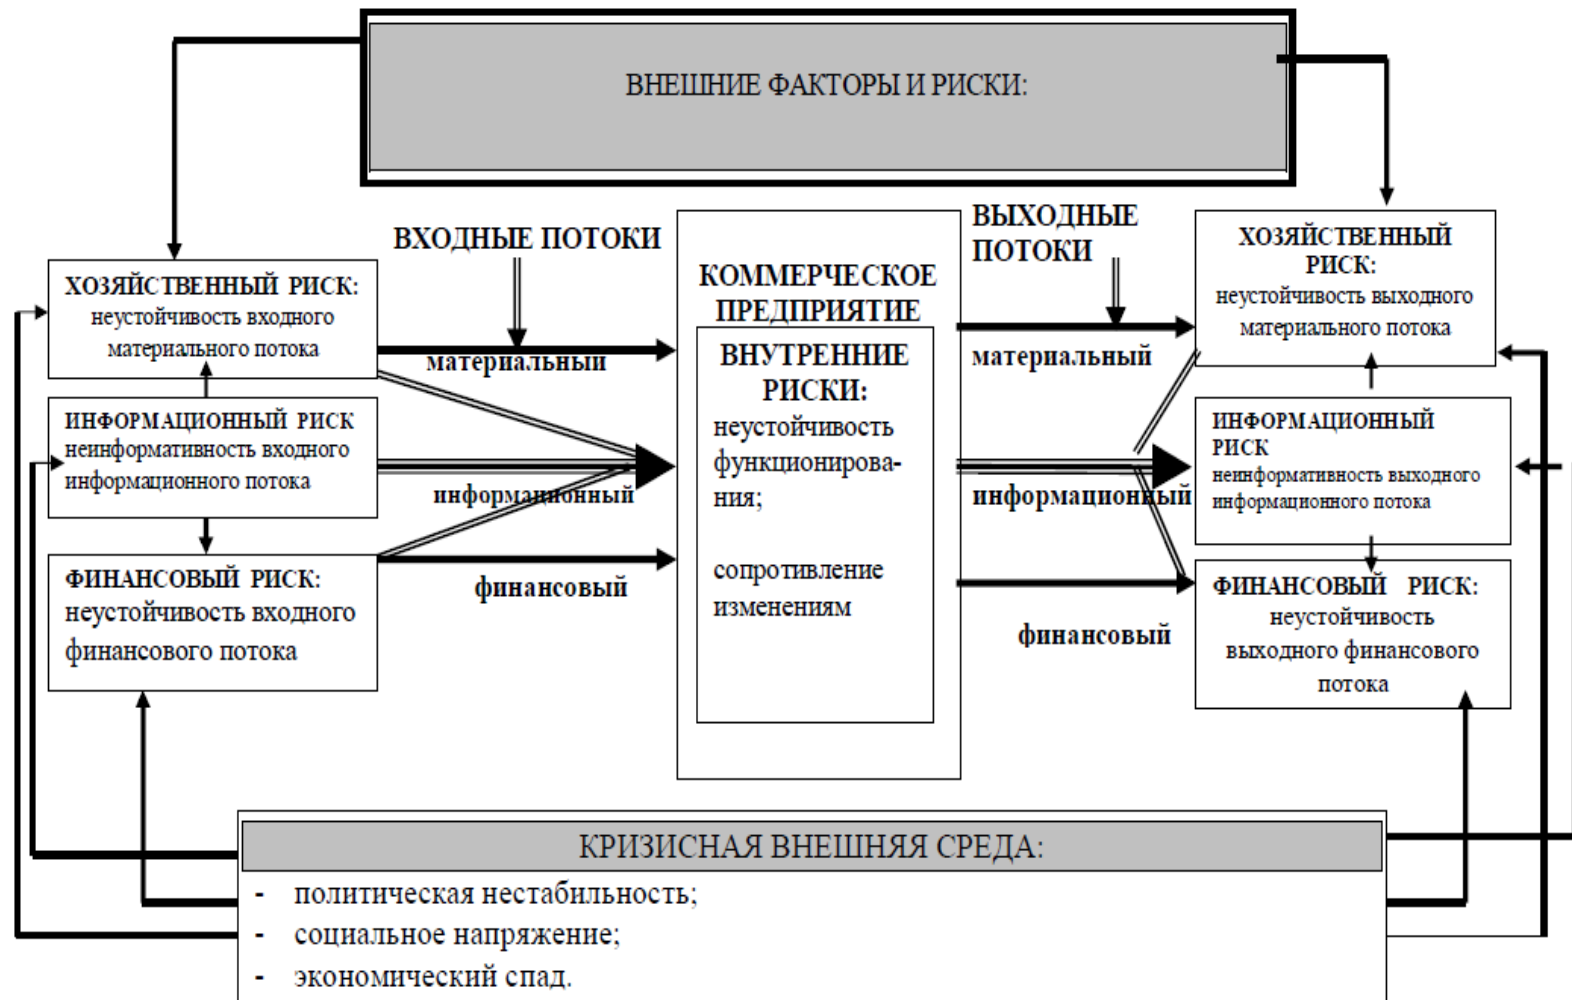 ВНЕШНИЕ ФАКТОРЫ И РИСКИ:
ВХОДНЫЕ ПОТОКИ
ВЫХОДНЫЕ
ПОТОКИ
ХОЗЯЙСТВЕННЫЙ РИСК:
неустойчивость входного
материального потока
ИНФОРМАЦИОННЫЙ РИСК
неинформативность входного
информационного потока
ФИНАНСОВЫЙ РИСК:
неустойчивость входного
финансового потока
материальный
информационный
финансовый
КОММЕРЧЕСКОЕ
ПРЕДПРИЯТИЕ
ВНУТРЕННИЕ
РИСКИ:
неустойчивость
функционирова-
ния;
сопротивление
изменениям
материальный
информационный
финансовый
ХОЗЯЙСТВЕННЫЙ
РИСК:
неустойчивость выходного
материального потока
ИНФОРМАЦИОННЫЙ
РИСК
неинформативность выходного
информационного потока
ФИНАНСОВЫЙ РИСК:
неустойчивость
выходного финансового
потока
КРИЗИСНАЯ ВНЕШНЯЯ СРЕДА:
- политическая нестабильность;
- социальное напряжение;
- экономический спад.